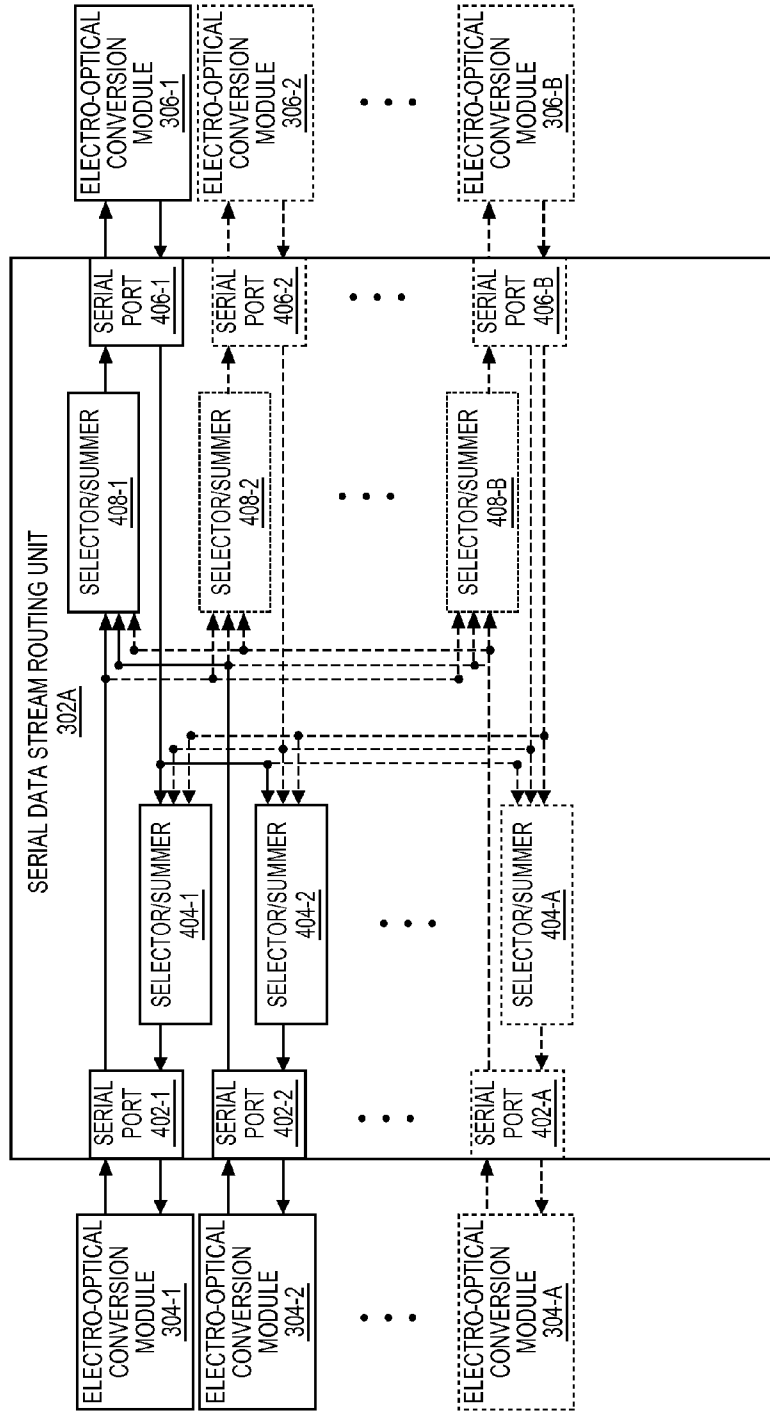 SERIAL DATA STREAM ROUTING UNIT
302A
ELECTRO-OPTICAL
CONVERSION
MODULE
304-1
SERIAL
PORT
402-1
SELECTOR/SUMMER
404-1
SELECTOR/SUMMER
408-1
SERIAL
PORT
406-1
ELECTRO-OPTICAL
CONVERSION
MODULE
306-1
ELECTRO-OPTICAL
CONVERSION
MODULE
304-2
SERIAL
PORT
402-2
SELECTOR/SUMMER
404-2
SELECTOR/SUMMER
408-2
SERIAL
PORT
406-2
ELECTRO-OPTICAL
CONVERSION
MODULE
306-2
ELECTRO-OPTICAL
CONVERSION
MODULE
304-A
SERIAL
PORT
402-A
SELECTOR/SUMMER
404-A
SELECTOR/SUMMER
408-B
SERIAL
PORT
406-B
ELECTRO-OPTICAL
CONVERSION
MODULE
306-B